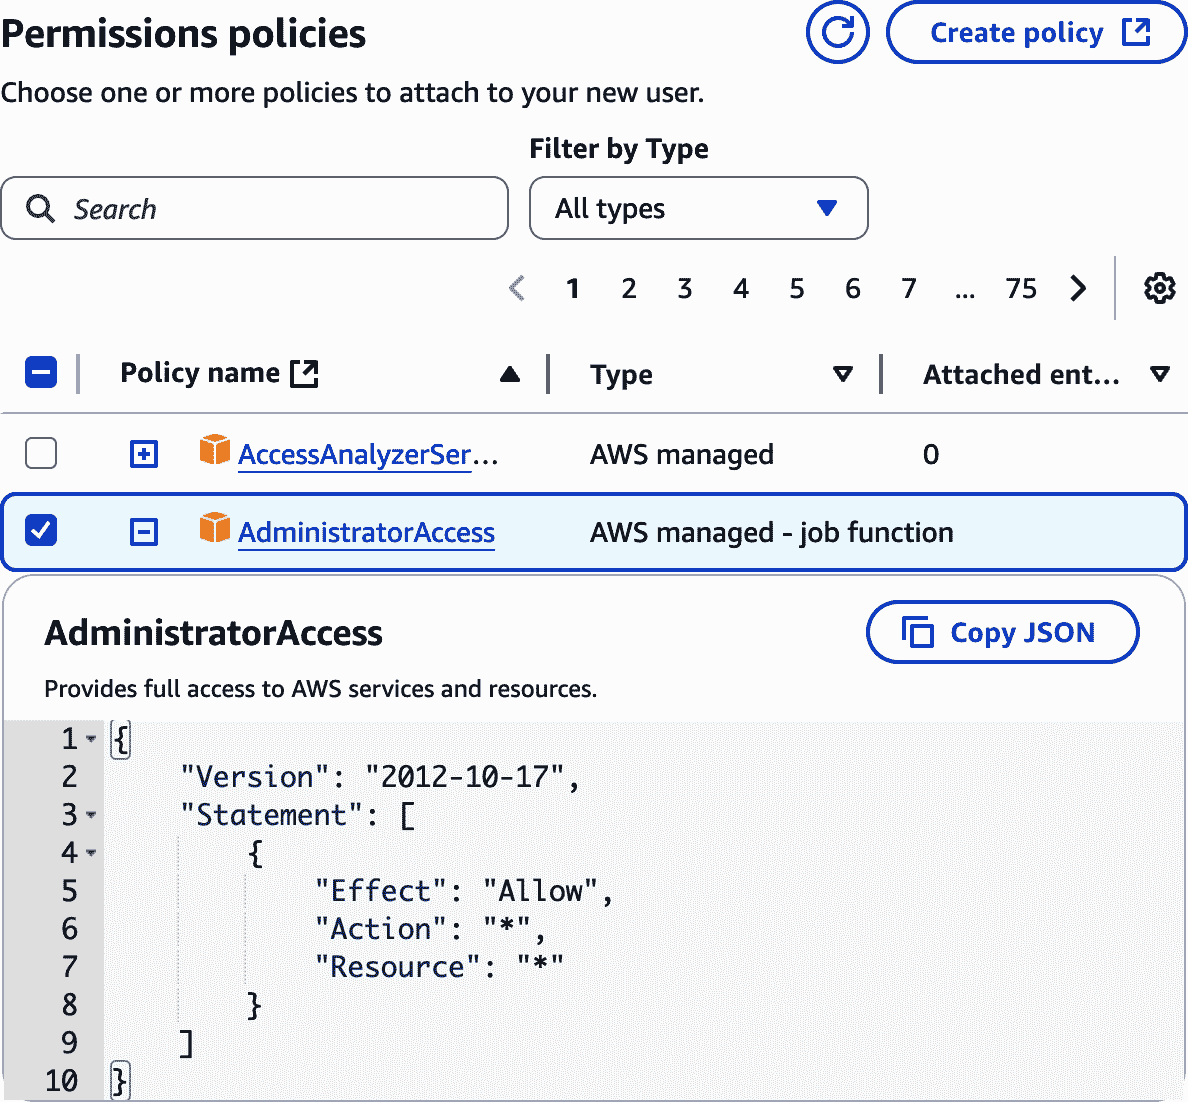 Permissions policies
Create policy
Choose one or more policies to attach to your new user.
Filter by Type
Search
All types
1 2 3 4 5 6 7 ... 75
Policy name Type Attached ent...
AccessAnalyzerSer... AWS managed 0
AdministratorAccess AWS managed - job function
AdministratorAccess
Copy JSON
Provides full access to AWS services and resources.
1 {
2 "Version": "2012-10-17",
3 "Statement": [
4 {
5 "Effect": "Allow",
6 "Action": "*",
7 "Resource": "*"
8 }
9 ]
10 }